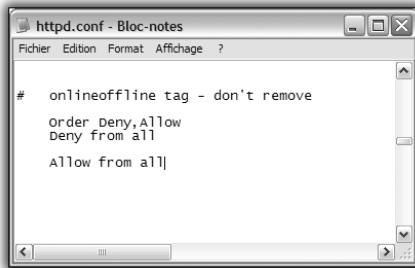 httpd.conf - Bloc-notes
Fichier Edition Format Affichage ?
# onlineoffline tag - don't remove
Order Deny,Allow
Deny from all
Allow from all